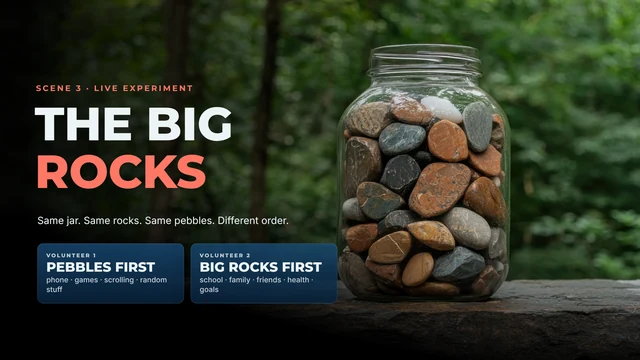 SCENE 3 · LIVE EXPERIMENT
THE BIG
ROCKS
Same jar. Same rocks. Same pebbles. Different order.
VOLUNTEER 1
PEBBLES FIRST
phone · games · scrolling · random
stuff
VOLUNTEER 2
BIG ROCKS FIRST
school · family · friends · health ·
goals